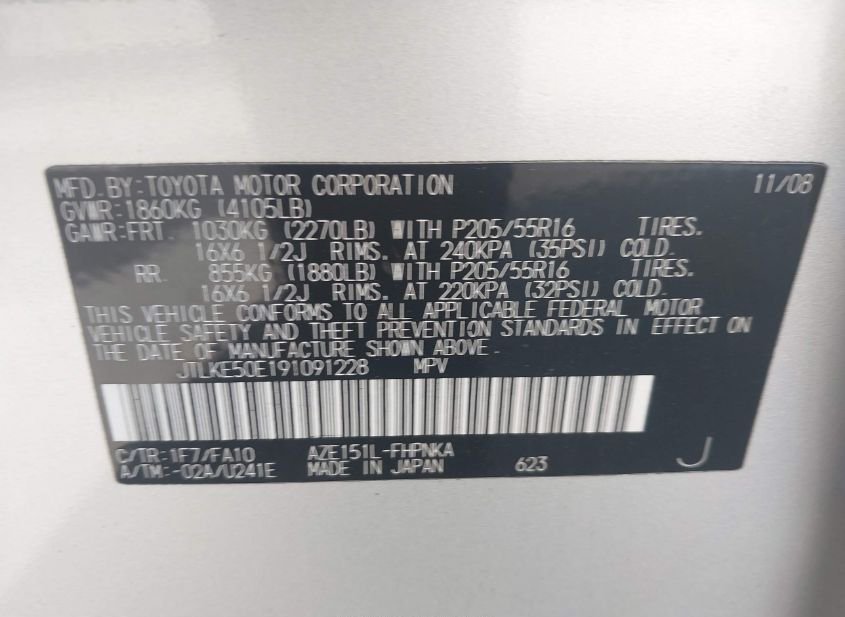 MFD. BY: TOYOTA MOTOR CORPORATION 11/08
GVWR: 1860KG (4105LB)
GAWR: FRT. 1030KG (2270LB) WITH P205/55R16 TIRES.
16X6 1/2J RIMS. AT 240KPA (35PSI) COLD.
RR. 855KG (1880LB) WITH P205/55R16 TIRES.
16X6 1/2J RIMS. AT 220KPA (32PSI) COLD.
THIS VEHICLE CONFORMS TO ALL APPLICABLE FEDERAL MOTOR
VEHICLE SAFETY AND THEFT PREVENTION STANDARDS IN EFFECT ON
THE DATE OF MANUFACTURE SHOWN ABOVE.
JTLKE50E191091228 MPV
C/TR: 1F7/FA10 AZE151L-FHPNKA
A/TM: -02A/U241E MADE IN JAPAN 623 J